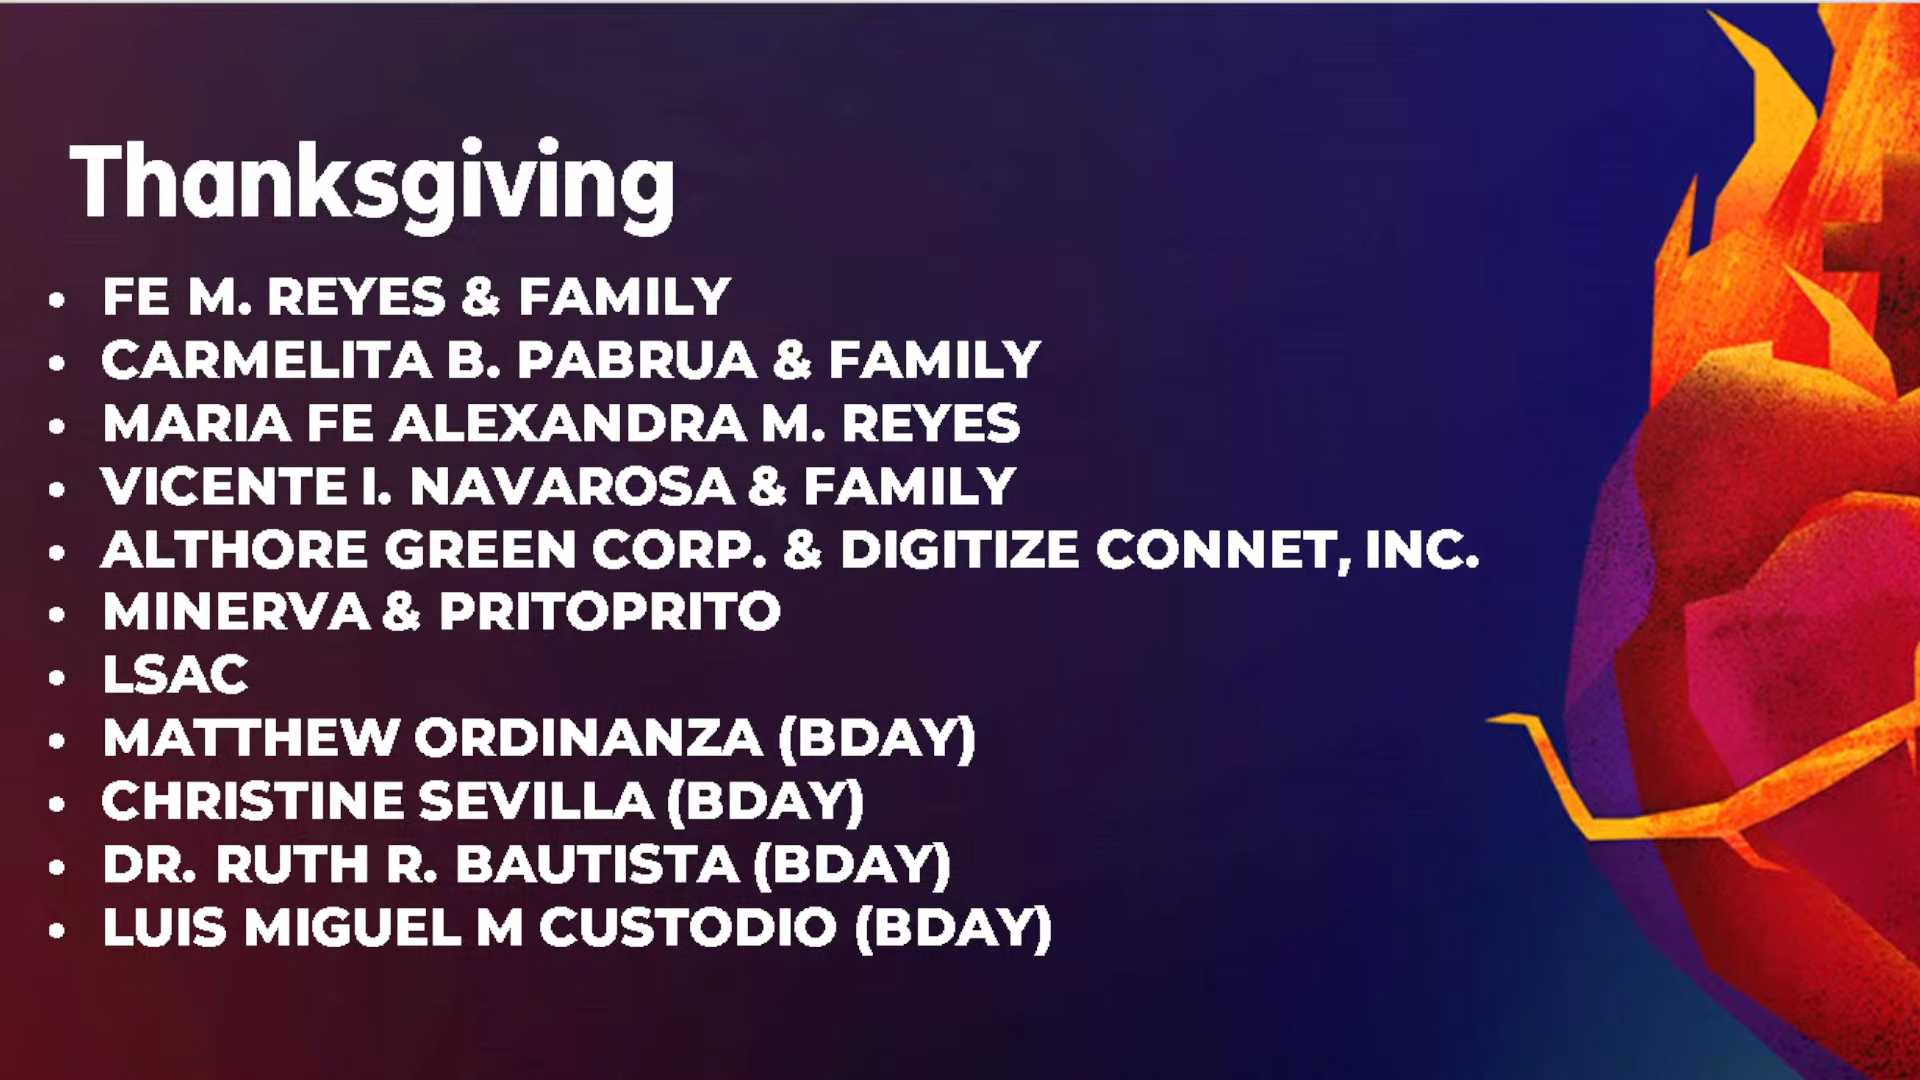 Thanksgiving
• FE M. REYES & FAMILY
• CARMELITA B. PABRUA & FAMILY
• MARIA FE ALEXANDRA M. REYES
• VICENTE I. NAVAROSA & FAMILY
• ALTHORE GREEN CORP. & DIGITIZE CONNET, INC.
• MINERVA & PRITOPRITO
• LSAC
• MATTHEW ORDINANZA (BDAY)
• CHRISTINE SEVILLA (BDAY)
• DR. RUTH R. BAUTISTA (BDAY)
• LUIS MIGUEL M CUSTODIO (BDAY)